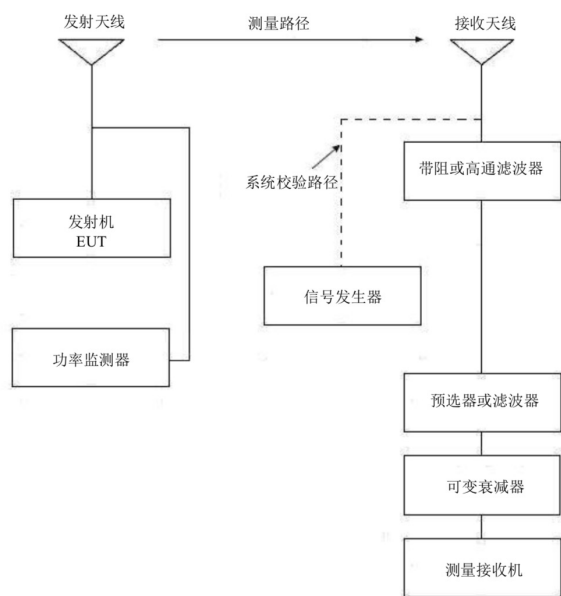 发射天线
测量路径
接收天线
带阻或高通滤波器
系统校验路径
发射机
EUT
信号发生器
功率监测器
预选器或滤波器
可变衰减器
测量接收机